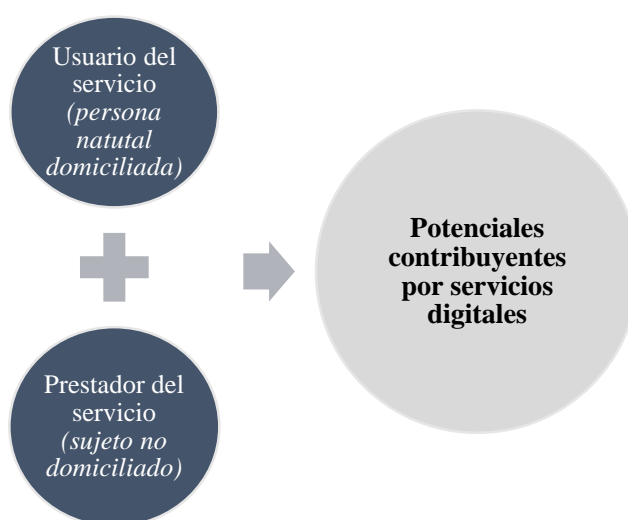 Usuario del
servicio
(persona
natutal
domiciliada)
Potenciales
contribuyentes
por servicios
digitales
Prestador del
servicio
(sujeto no
domiciliado)